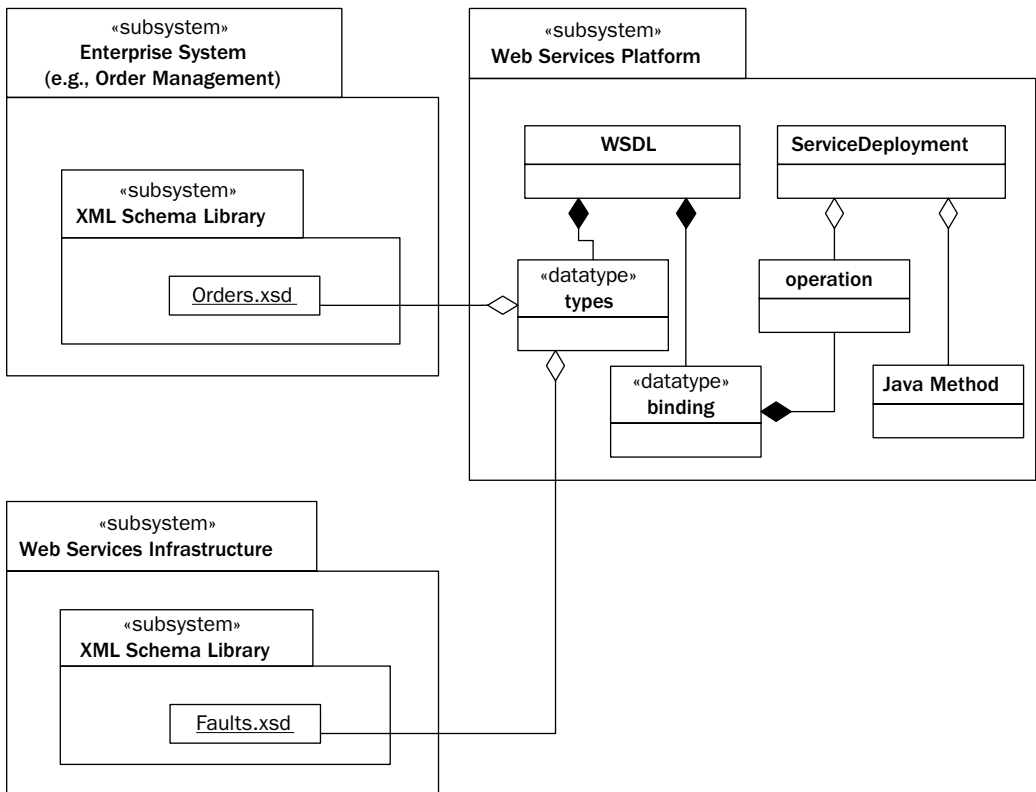 «subsystem»
Enterprise System
(e.g., Order Management)
«subsystem»
XML Schema Library
Orders.xsd
«subsystem»
Web Services Platform
WSDL
ServiceDeployment
«datatype»
types
operation
«datatype»
binding
Java Method
«subsystem»
Web Services Infrastructure
«subsystem»
XML Schema Library
Faults.xsd